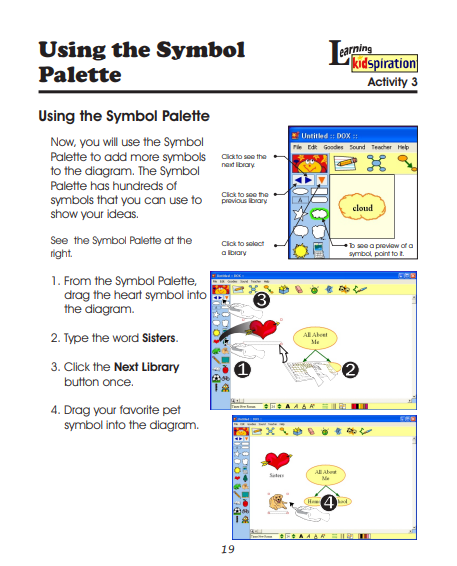 Using the Symbol
Palette
Learning
kidspiration
Activity 3
Using the Symbol Palette
Now, you will use the Symbol
Palette to add more symbols
to the diagram. The Symbol
Palette has hundreds of
symbols that you can use to
show your ideas.
See the Symbol Palette at the
right.
Click to see the
next library.
Click to see the
previous library.
Click to select
a library
Untitled :: DOX ::
File Edit Goodies Sound Teacher Help
A
cloud
To see a preview of a
symbol, point to it.
1. From the Symbol Palette,
drag the heart symbol into
the diagram.
2. Type the word Sisters.
3. Click the Next Library
button once.
4. Drag your favorite pet
symbol into the diagram.
3
All About
Me
1
2
All About
Me
Sisters
4
19